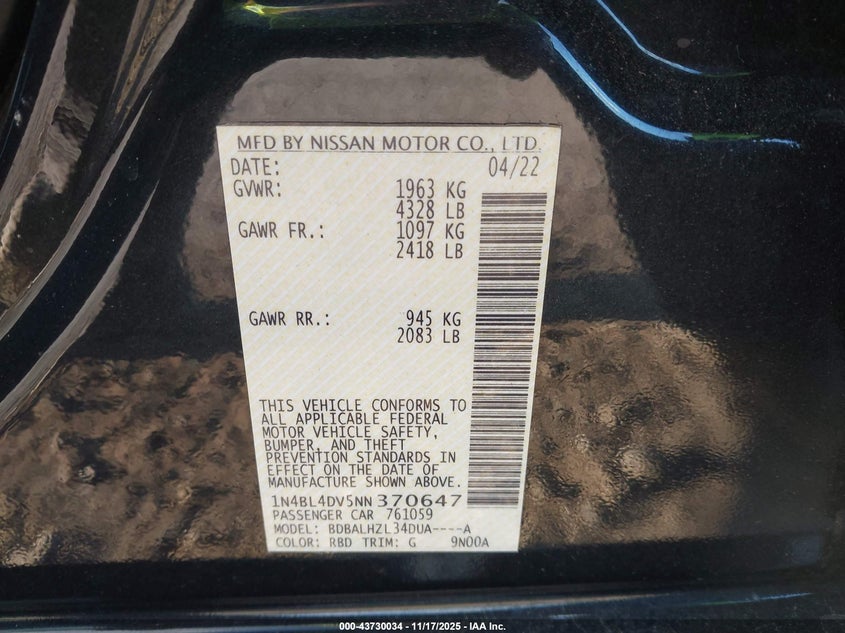 MFD BY NISSAN MOTOR CO., LTD.
DATE: 04/22
GVWR: 1963 KG
4328 LB
GAWR FR.: 1097 KG
2418 LB
GAWR RR.: 945 KG
2083 LB
THIS VEHICLE CONFORMS TO
ALL APPLICABLE FEDERAL
MOTOR VEHICLE SAFETY,
BUMPER, AND THEFT
PREVENTION STANDARDS IN
EFFECT ON THE DATE OF
MANUFACTURE SHOWN ABOVE.
1N4BL4DV5NN370647
PASSENGER CAR 761059
MODEL: BDBALHZL34DUA----A
COLOR: RBD TRIM: G 9N00A
000-43730034 - 11/17/2025 - IAA Inc.